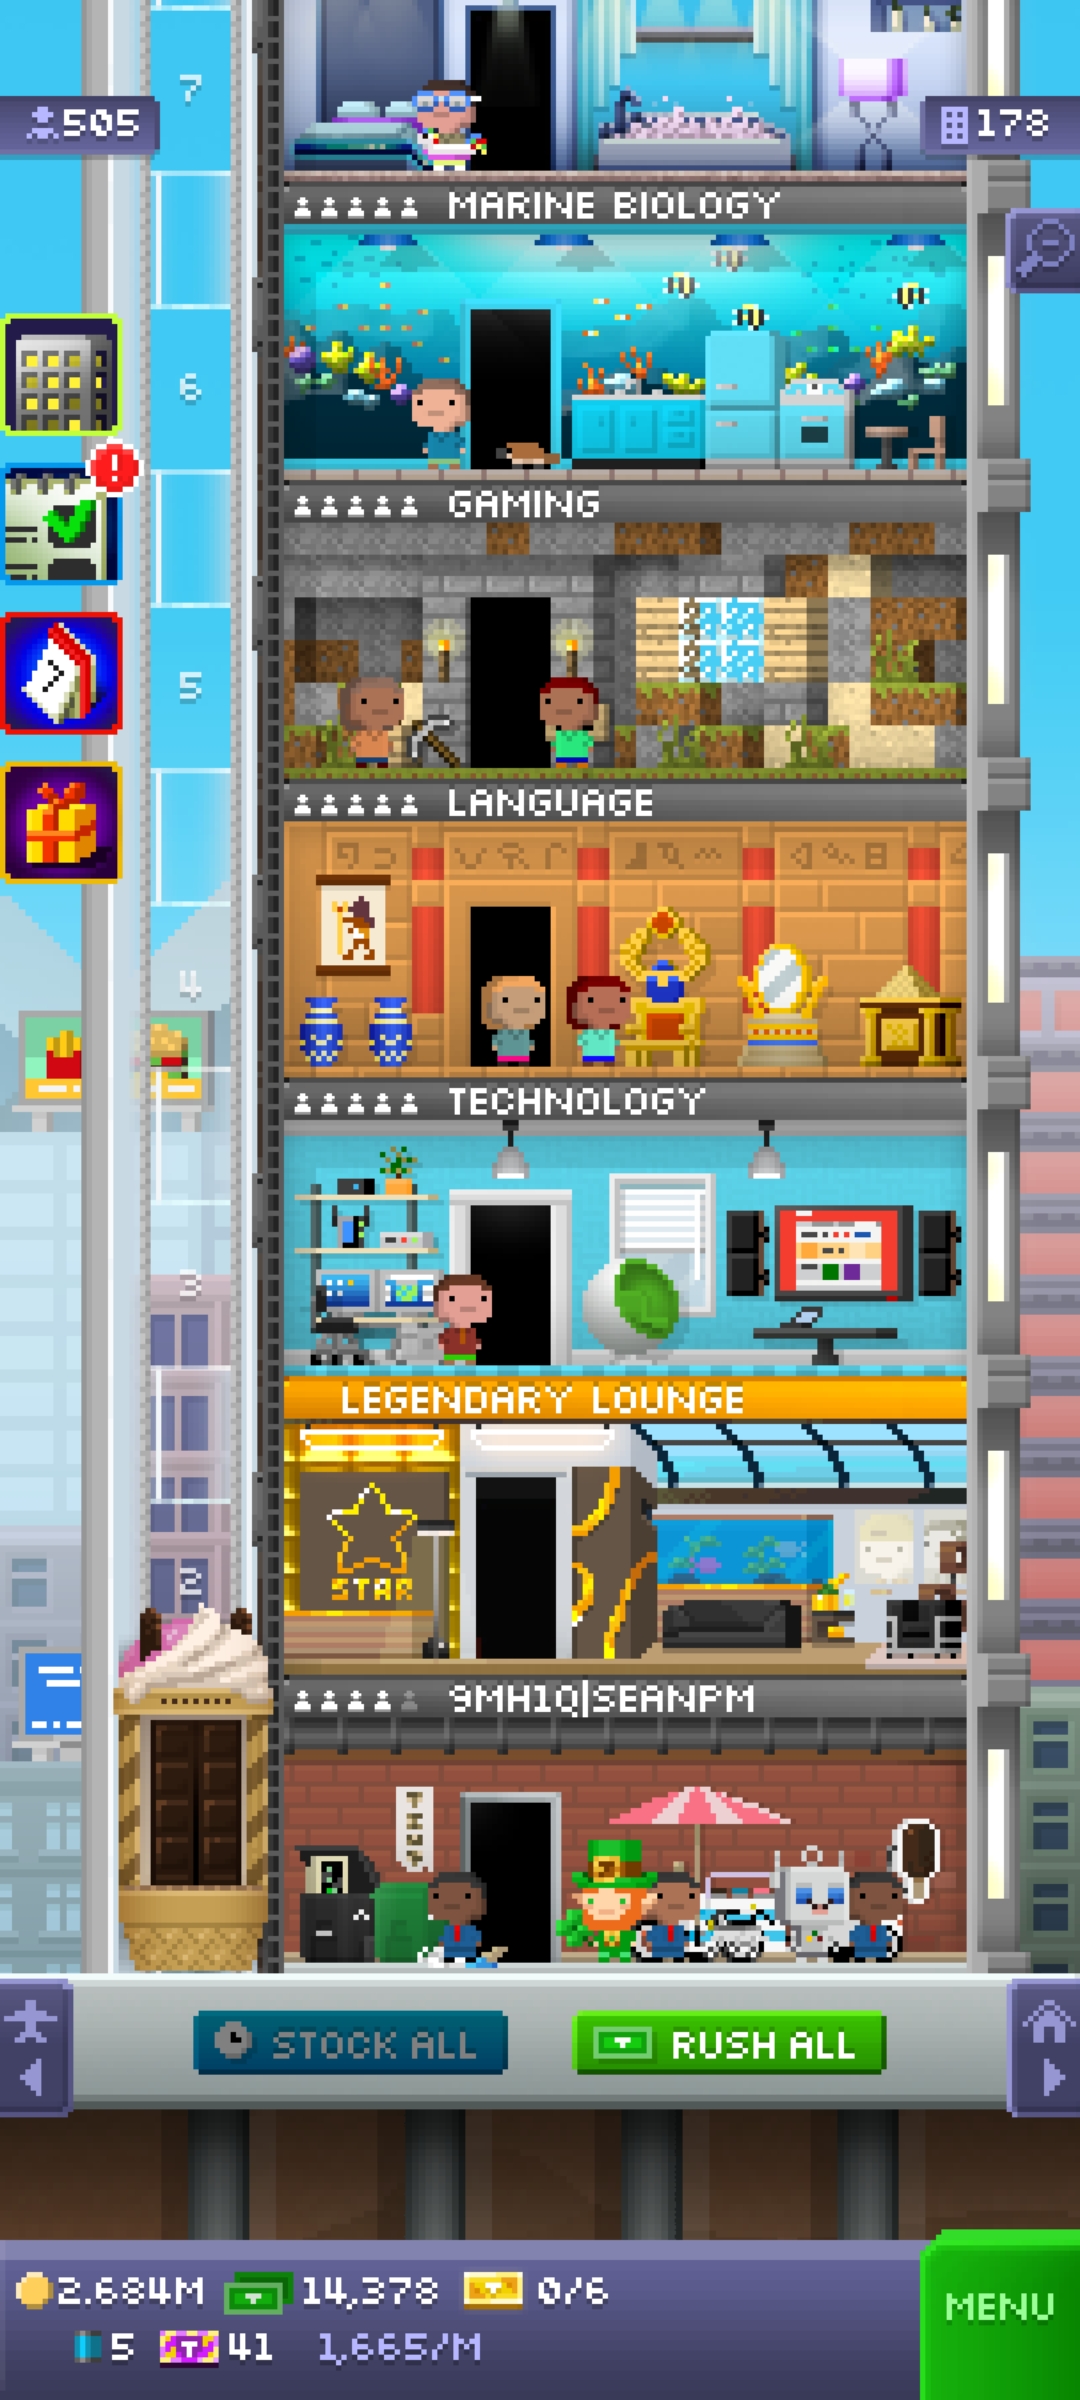 7
505
178
MARINE BIOLOGY
6
GAMING
5
LANGUAGE
4
TECHNOLOGY
3
LEGENDARY LOUNGE
STAR
2
9MH1Q|SEANPM
TINY
STOCK ALL
RUSH ALL
2.684M 14,378 0/6
MENU
5 41 1,665/M